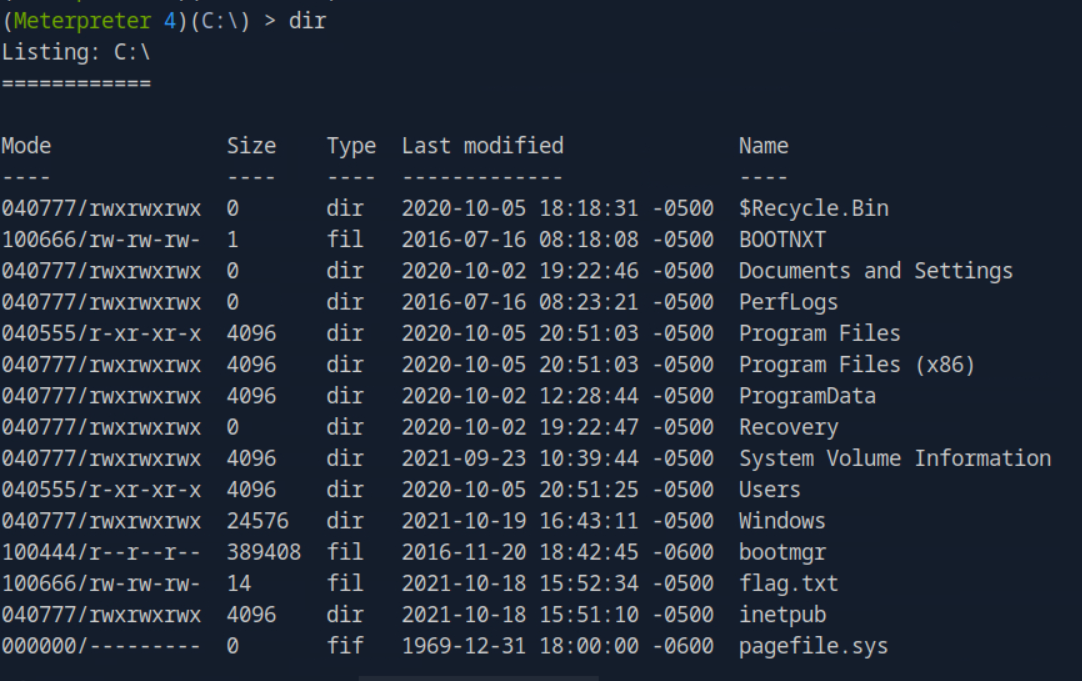 (Meterpreter 4)(C:\) > dir
Listing: C:\
============
Mode Size Type Last modified Name
---- ---- ---- ------------- ----
040777/rwxrwxrwx 0 dir 2020-10-05 18:18:31 -0500 $Recycle.Bin
100666/rw-rw-rw- 1 fil 2016-07-16 08:18:08 -0500 BOOTNXT
040777/rwxrwxrwx 0 dir 2020-10-02 19:22:46 -0500 Documents and Settings
040777/rwxrwxrwx 0 dir 2016-07-16 08:23:21 -0500 PerfLogs
040555/r-xr-xr-x 4096 dir 2020-10-05 20:51:03 -0500 Program Files
040777/rwxrwxrwx 4096 dir 2020-10-05 20:51:03 -0500 Program Files (x86)
040777/rwxrwxrwx 4096 dir 2020-10-02 12:28:44 -0500 ProgramData
040777/rwxrwxrwx 0 dir 2020-10-02 19:22:47 -0500 Recovery
040777/rwxrwxrwx 4096 dir 2021-09-23 10:39:44 -0500 System Volume Information
040555/r-xr-xr-x 4096 dir 2020-10-05 20:51:25 -0500 Users
040777/rwxrwxrwx 24576 dir 2021-10-19 16:43:11 -0500 Windows
100444/r--r--r-- 389408 fil 2016-11-20 18:42:45 -0600 bootmgr
100666/rw-rw-rw- 14 fil 2021-10-18 15:52:34 -0500 flag.txt
040777/rwxrwxrwx 4096 dir 2021-10-18 15:51:10 -0500 inetpub
000000/--------- 0 fif 1969-12-31 18:00:00 -0600 pagefile.sys